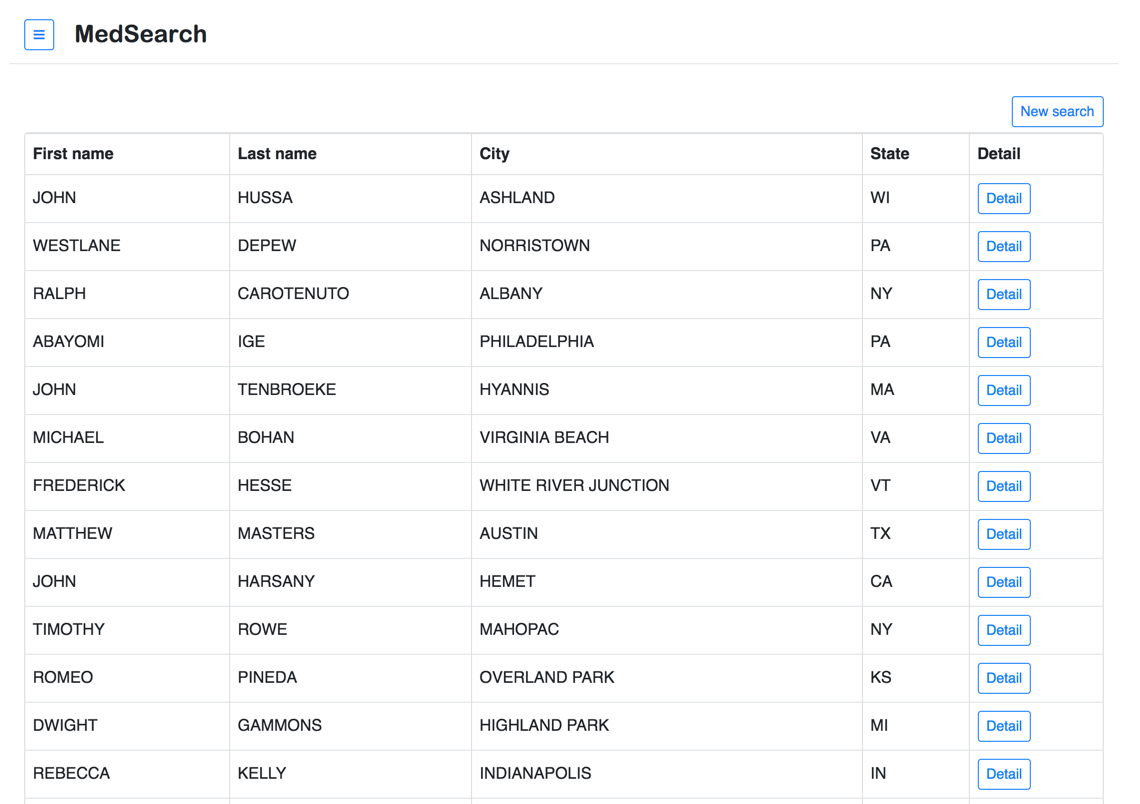 MedSearch
New search
First name Last name City State Detail
JOHN HUSSA ASHLAND WI Detail
WESTLANE DEPEW NORRISTOWN PA Detail
RALPH CAROTENUTO ALBANY NY Detail
ABAYOMI IGE PHILADELPHIA PA Detail
JOHN TENBROEKE HYANNIS MA Detail
MICHAEL BOHAN VIRGINIA BEACH VA Detail
FREDERICK HESSE WHITE RIVER JUNCTION VT Detail
MATTHEW MASTERS AUSTIN TX Detail
JOHN HARSANY HEMET CA Detail
TIMOTHY ROWE MAHOPAC NY Detail
ROMEO PINEDA OVERLAND PARK KS Detail
DWIGHT GAMMONS HIGHLAND PARK MI Detail
REBECCA KELLY INDIANAPOLIS IN Detail